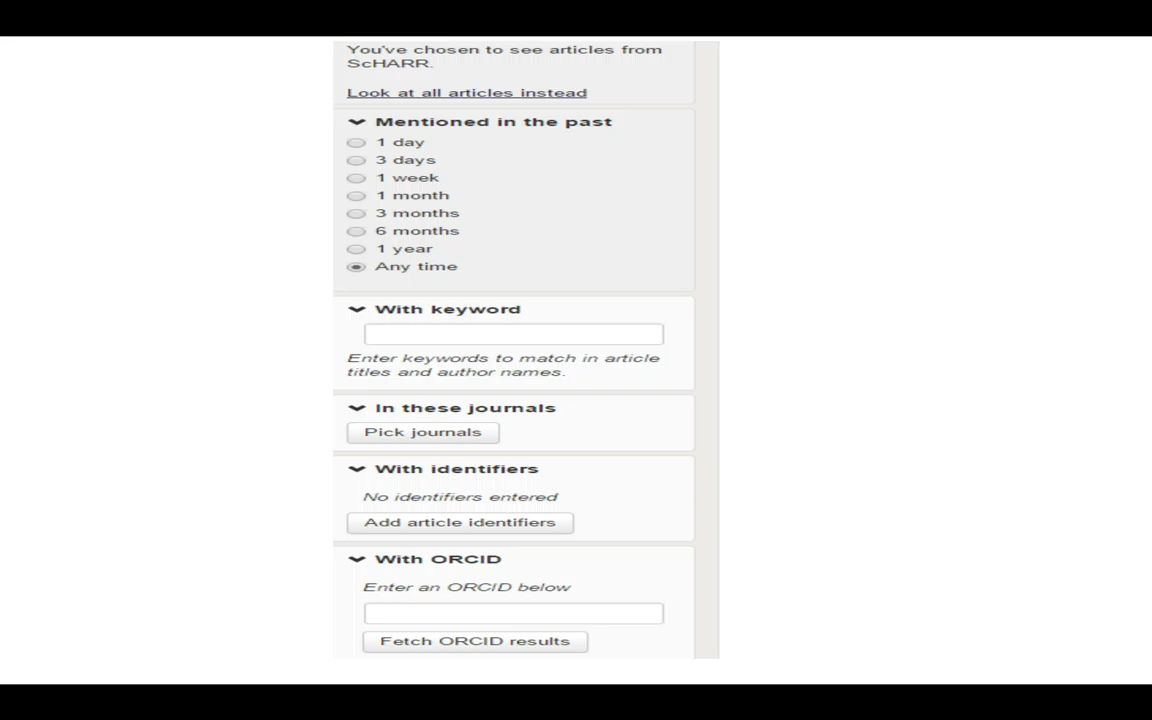 You've chosen to see articles from
ScHARR.
Look at all articles instead
Mentioned in the past
1 day
3 days
1 week
1 month
3 months
6 months
1 year
Any time
With keyword
Enter keywords to match in article
titles and author names.
In these journals
Pick journals
With identifiers
No identifiers entered
Add article identifiers
With ORCID
Enter an ORCID below
Fetch ORCID results